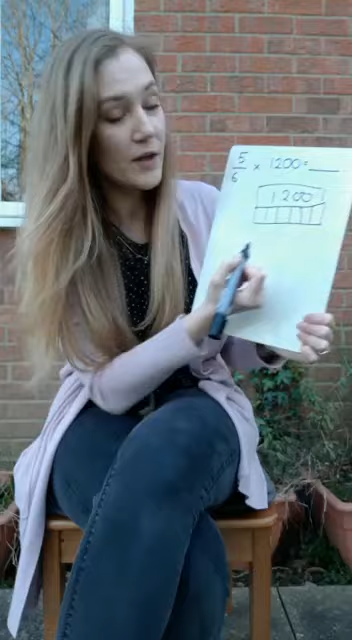 5/6 × 1200 = ____
1200